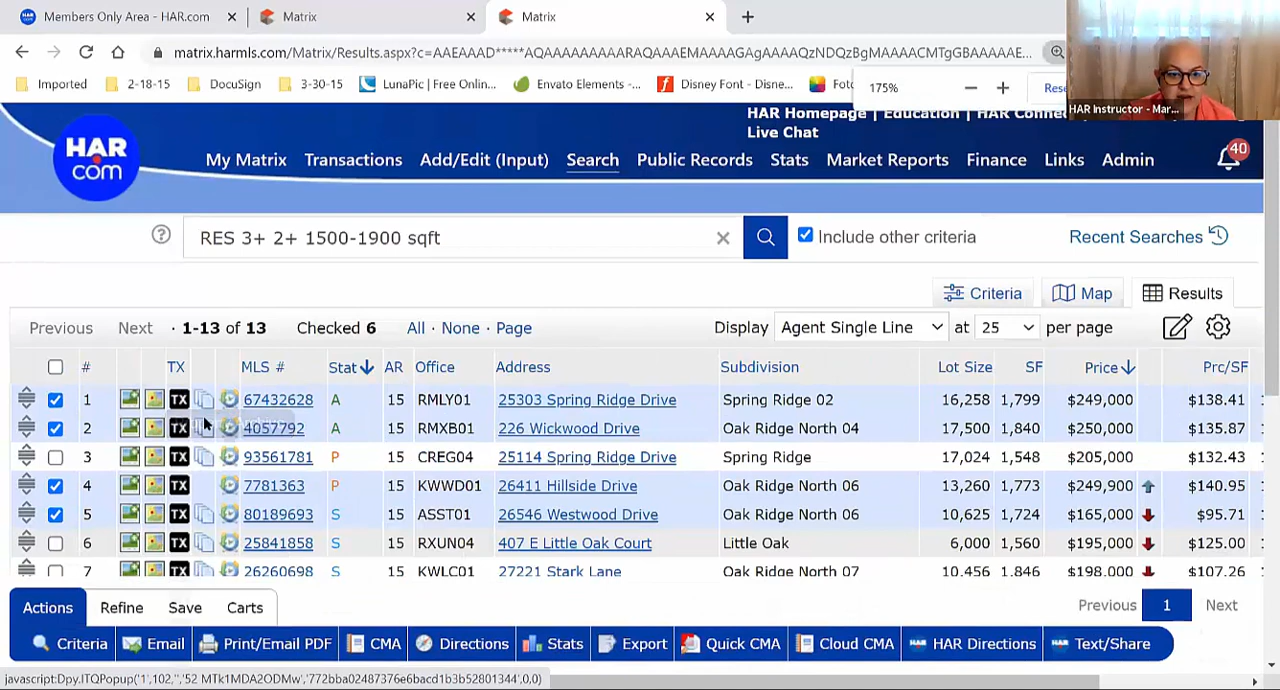 Members Only Area - HAR.com
Matrix
Matrix
matrix.harmls.com/Matrix/Results.aspx?c=AAEAAAD*****AQAAAAAAAAARAQAAAEMAAAAGAgAAAAQzNDQzBgMAAAACMTgGBAAAAAE...
Imported 2-18-15 DocuSign 3-30-15 LunaPic | Free Onlin... Envato Elements -... Disney Font - Disne...
175%
HAR Instructor - Mar...
HAR Homepage | Education | HAR Connec
Live Chat
HAR
com
My Matrix Transactions Add/Edit (Input) Search Public Records Stats Market Reports Finance Links Admin
40
RES 3+ 2+ 1500-1900 sqft
Include other criteria
Recent Searches
Criteria Map Results
Previous Next · 1-13 of 13 Checked 6 All · None · Page
Display Agent Single Line at 25 per page
# TX MLS # Stat AR Office Address Subdivision Lot Size SF Price Prc/SF
1 TX 67432628 A 15 RMLY01 25303 Spring Ridge Drive Spring Ridge 02 16,258 1,799 $249,000 $138.41
2 TX 4057792 A 15 RMXB01 226 Wickwood Drive Oak Ridge North 04 17,500 1,840 $250,000 $135.87
3 TX 93561781 P 15 CREG04 25114 Spring Ridge Drive Spring Ridge 17,024 1,548 $205,000 $132.43
4 TX 7781363 P 15 KWWD01 26411 Hillside Drive Oak Ridge North 06 13,260 1,773 $249,900 $140.95
5 TX 80189693 S 15 ASST01 26546 Westwood Drive Oak Ridge North 06 10,625 1,724 $165,000 $95.71
6 TX 25841858 S 15 RXUN04 407 E Little Oak Court Little Oak 6,000 1,560 $195,000 $125.00
7 TX 26260698 S 15 KWLC01 27221 Stark Lane Oak Ridge North 07 10,456 1,846 $198,000 $107.26
Actions Refine Save Carts
Previous 1 Next
Criteria Email Print/Email PDF CMA Directions Stats Export Quick CMA Cloud CMA HAR Directions Text/Share
javascript:Dpy.ITQPopup('1',102,'','52 MTk1MDA2ODMw','772bba02487376e6bacd1b3b52801344',0,0)